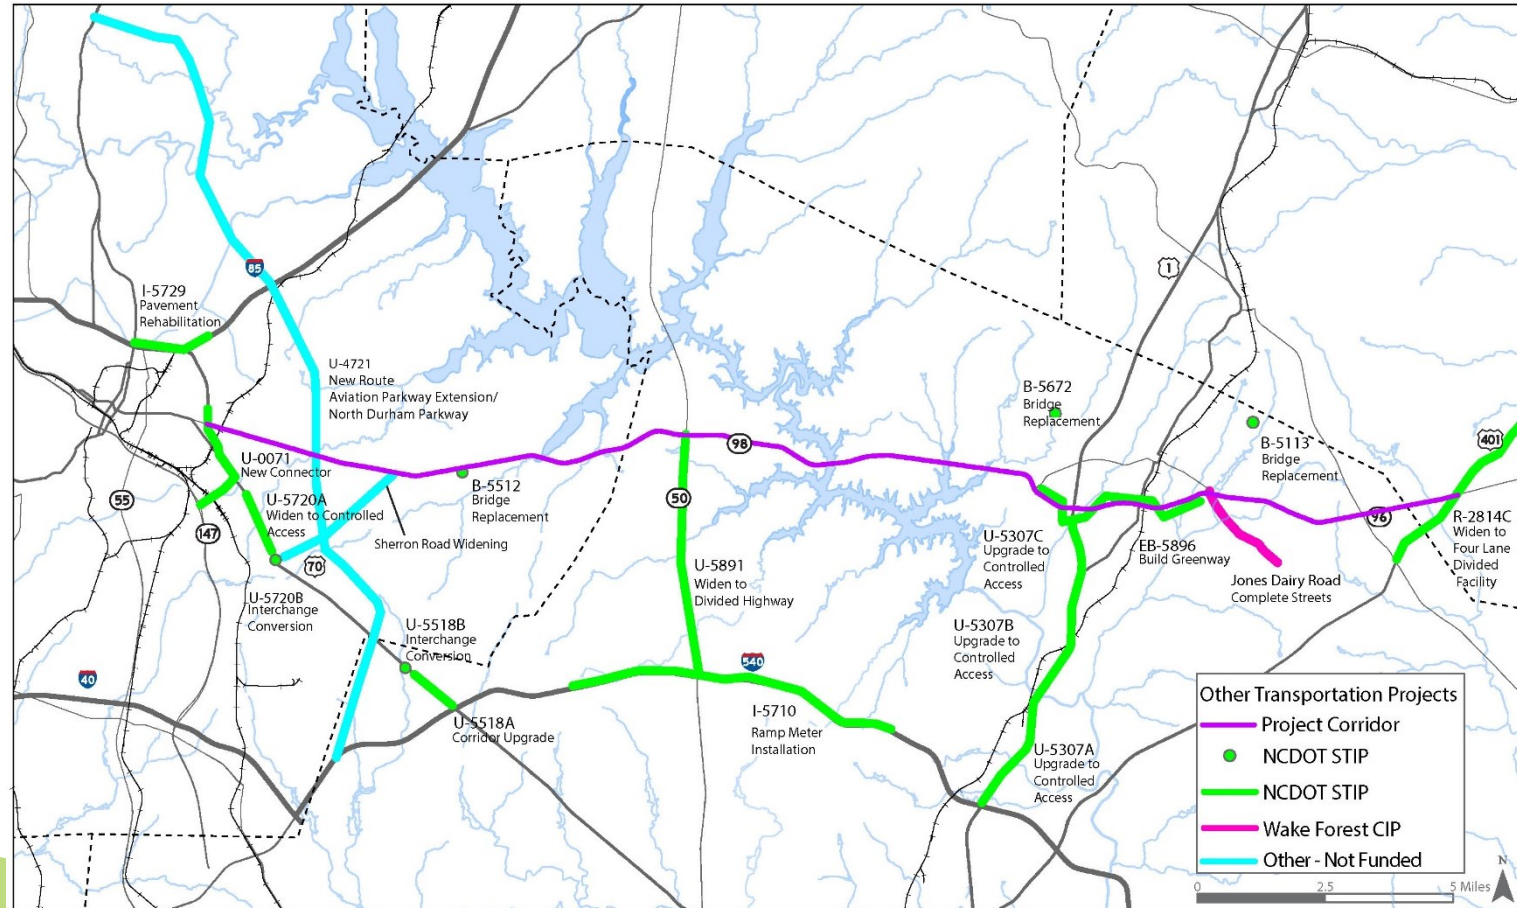 85
I-5729
Pavement
Rehabilitation
U-4721
New Route
Aviation Parkway Extension/
North Durham Parkway
1
B-5672
Bridge
Replacement
401
B-5113
Bridge
Replacement
98
U-0071
New Connector
55
U-5720A
Widen to Controlled
Access
147
B-5512
Bridge
Replacement
50
Sherron Road Widening
70
96
R-2814C
Widen to
Four Lane
Divided
Facility
U-5307C
Upgrade to
Controlled
Access
EB-5896
Build Greenway
Jones Dairy Road
Complete Streets
U-5891
Widen to
Divided Highway
U-5720B
Interchange
Conversion
U-5518B
Interchange
Conversion
U-5307B
Upgrade to
Controlled
Access
40
540
U-5518A
Corridor Upgrade
I-5710
Ramp Meter
Installation
U-5307A
Upgrade to
Controlled
Access
Other Transportation Projects
Project Corridor
NCDOT STIP
NCDOT STIP
Wake Forest CIP
Other - Not Funded
N
0 2.5 5 Miles